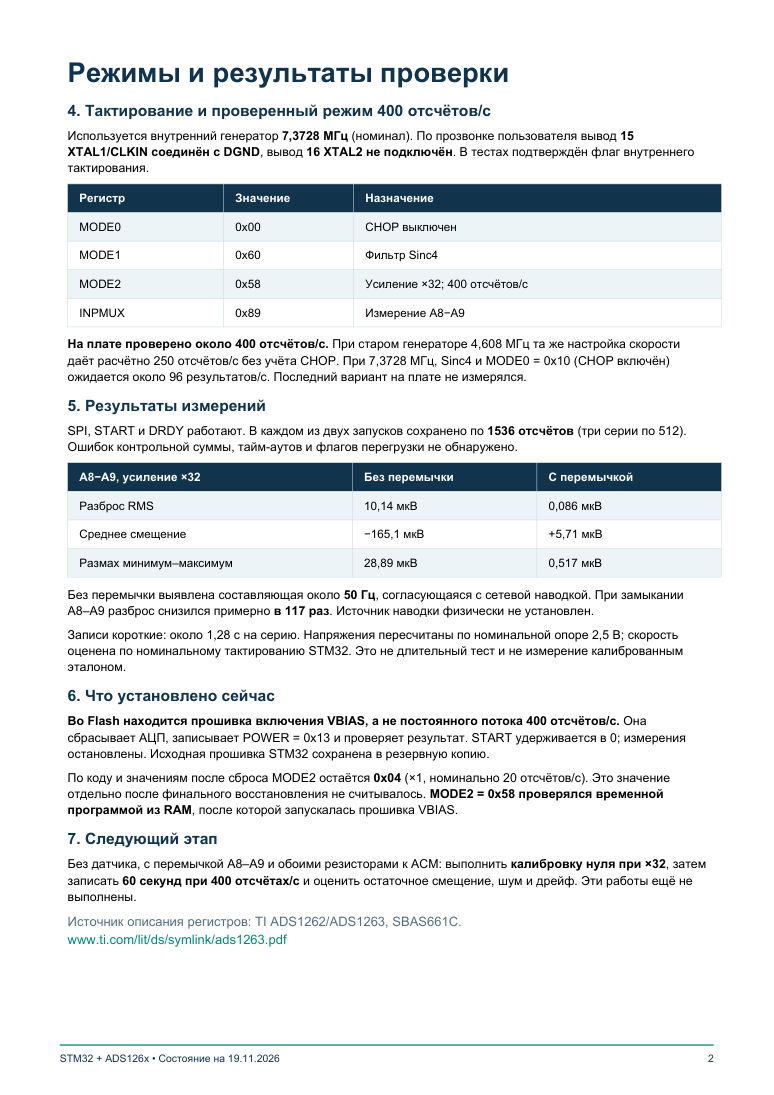 Режимы и результаты проверки
4. Тактирование и проверенный режим 400 отсчётов/с
Используется внутренний генератор 7,3728 МГц (номинал). По прозвонке пользователя вывод 15
XTAL1/CLKIN соединён с DGND, вывод 16 XTAL2 не подключён. В тестах подтверждён флаг внутреннего
тактирования.
Регистр Значение Назначение
MODE0 0x00 CHOP выключен
MODE1 0x60 Фильтр Sinc4
MODE2 0x58 Усиление ×32; 400 отсчётов/с
INPMUX 0x89 Измерение A8−A9
На плате проверено около 400 отсчётов/с. При старом генераторе 4,608 МГц та же настройка скорости
даёт расчётно 250 отсчётов/с без учёта CHOP. При 7,3728 МГц, Sinc4 и MODE0 = 0x10 (CHOP включён)
ожидается около 96 результатов/с. Последний вариант на плате не измерялся.
5. Результаты измерений
SPI, START и DRDY работают. В каждом из двух запусков сохранено по 1536 отсчётов (три серии по 512).
Ошибок контрольной суммы, тайм-аутов и флагов перегрузки не обнаружено.
A8−A9, усиление ×32 Без перемычки С перемычкой
Разброс RMS 10,14 мкВ 0,086 мкВ
Среднее смещение −165,1 мкВ +5,71 мкВ
Размах минимум–максимум 28,89 мкВ 0,517 мкВ
Без перемычки выявлена составляющая около 50 Гц, согласующаяся с сетевой наводкой. При замыкании
A8–A9 разброс снизился примерно в 117 раз. Источник наводки физически не установлен.
Записи короткие: около 1,28 с на серию. Напряжения пересчитаны по номинальной опоре 2,5 В; скорость
оценена по номинальному тактированию STM32. Это не длительный тест и не измерение калиброванным
эталоном.
6. Что установлено сейчас
Во Flash находится прошивка включения VBIAS, а не постоянного потока 400 отсчётов/с. Она
сбрасывает АЦП, записывает POWER = 0x13 и проверяет результат. START удерживается в 0; измерения
остановлены. Исходная прошивка STM32 сохранена в резервную копию.
По коду и значениям после сброса MODE2 остаётся 0x04 (×1, номинально 20 отсчётов/с). Это значение
отдельно после финального восстановления не считывалось. MODE2 = 0x58 проверялся временной
программой из RAM, после которой запускалась прошивка VBIAS.
7. Следующий этап
Без датчика, с перемычкой A8–A9 и обоими резисторами к ACM: выполнить калибровку нуля при ×32, затем
записать 60 секунд при 400 отсчётах/с и оценить остаточное смещение, шум и дрейф. Эти работы ещё не
выполнены.
Источник описания регистров: TI ADS1262/ADS1263, SBAS661C.
www.ti.com/lit/ds/symlink/ads1263.pdf
STM32 + ADS126x • Состояние на 19.11.2026 2